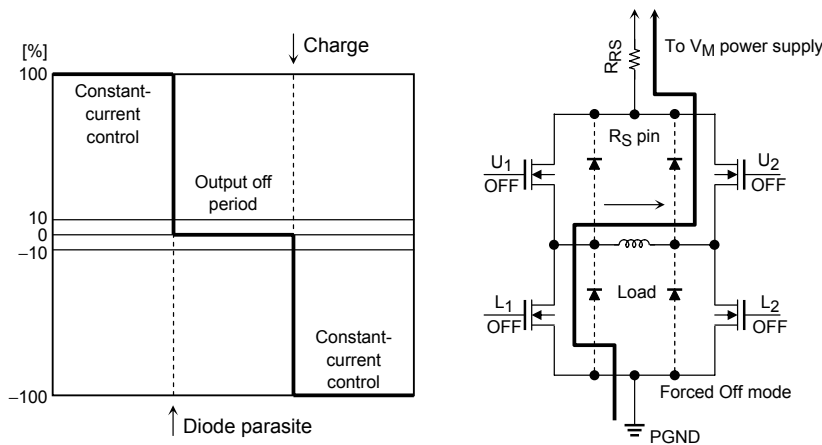 [%]
Charge
100
Constant-
current
control
Output off
period
10
0
−10
Constant-
current
control
−100
Diode parasite
RRS
To VM power supply
RS pin
U1
OFF
U2
OFF
Load
L1
OFF
L2
OFF
Forced Off mode
PGND